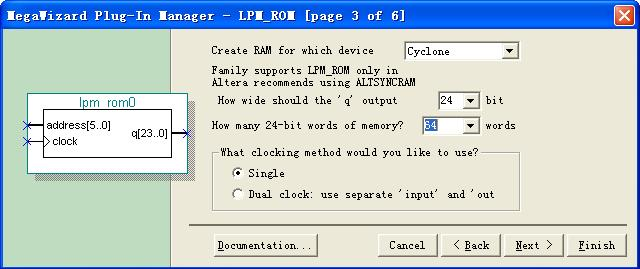 MegaWizard Plug-In Manager - LPM_ROM [page 3 of 6]
Create RAM for which device Cyclone
Family supports LPM_ROM only in
Altera recommends using ALTSYNCRAM
How wide should the 'q' output 24 bit
How many 24-bit words of memory? 64 words
lpm_rom0
address[5..0] q[23..0]
clock
What clocking method would you like to use?
Single
Dual clock: use separate 'input' and 'out
Documentation... Cancel < Back Next > Finish